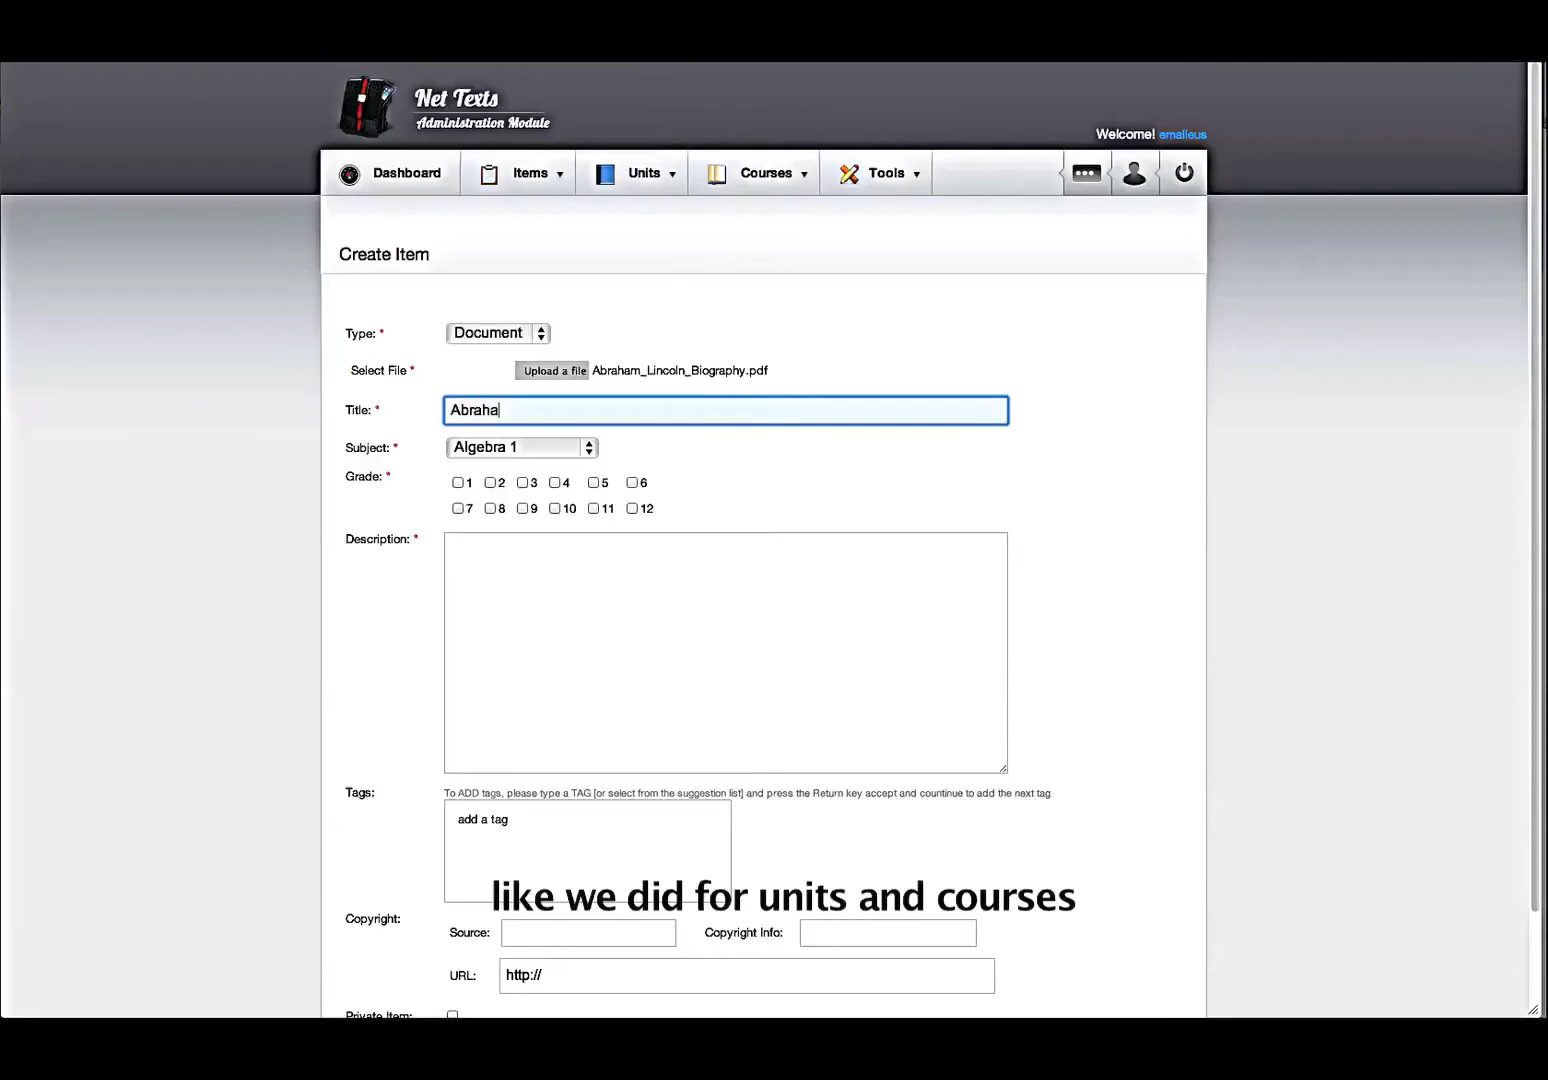 Net Texts
Administration Module
Welcome! emalleus
Dashboard Items Units Courses Tools
Create Item
Type: * Document
Select File * Upload a file Abraham_Lincoln_Biography.pdf
Title: * Abraha
Subject: * Algebra 1
Grade: *
1 2 3 4 5 6
7 8 9 10 11 12
Description: *
Tags: To ADD tags, please type a TAG [or select from the suggestion list] and press the Return key accept and countinue to add the next tag
add a tag
like we did for units and courses
Copyright:
Source: Copyright Info:
URL: http://
Private Item: